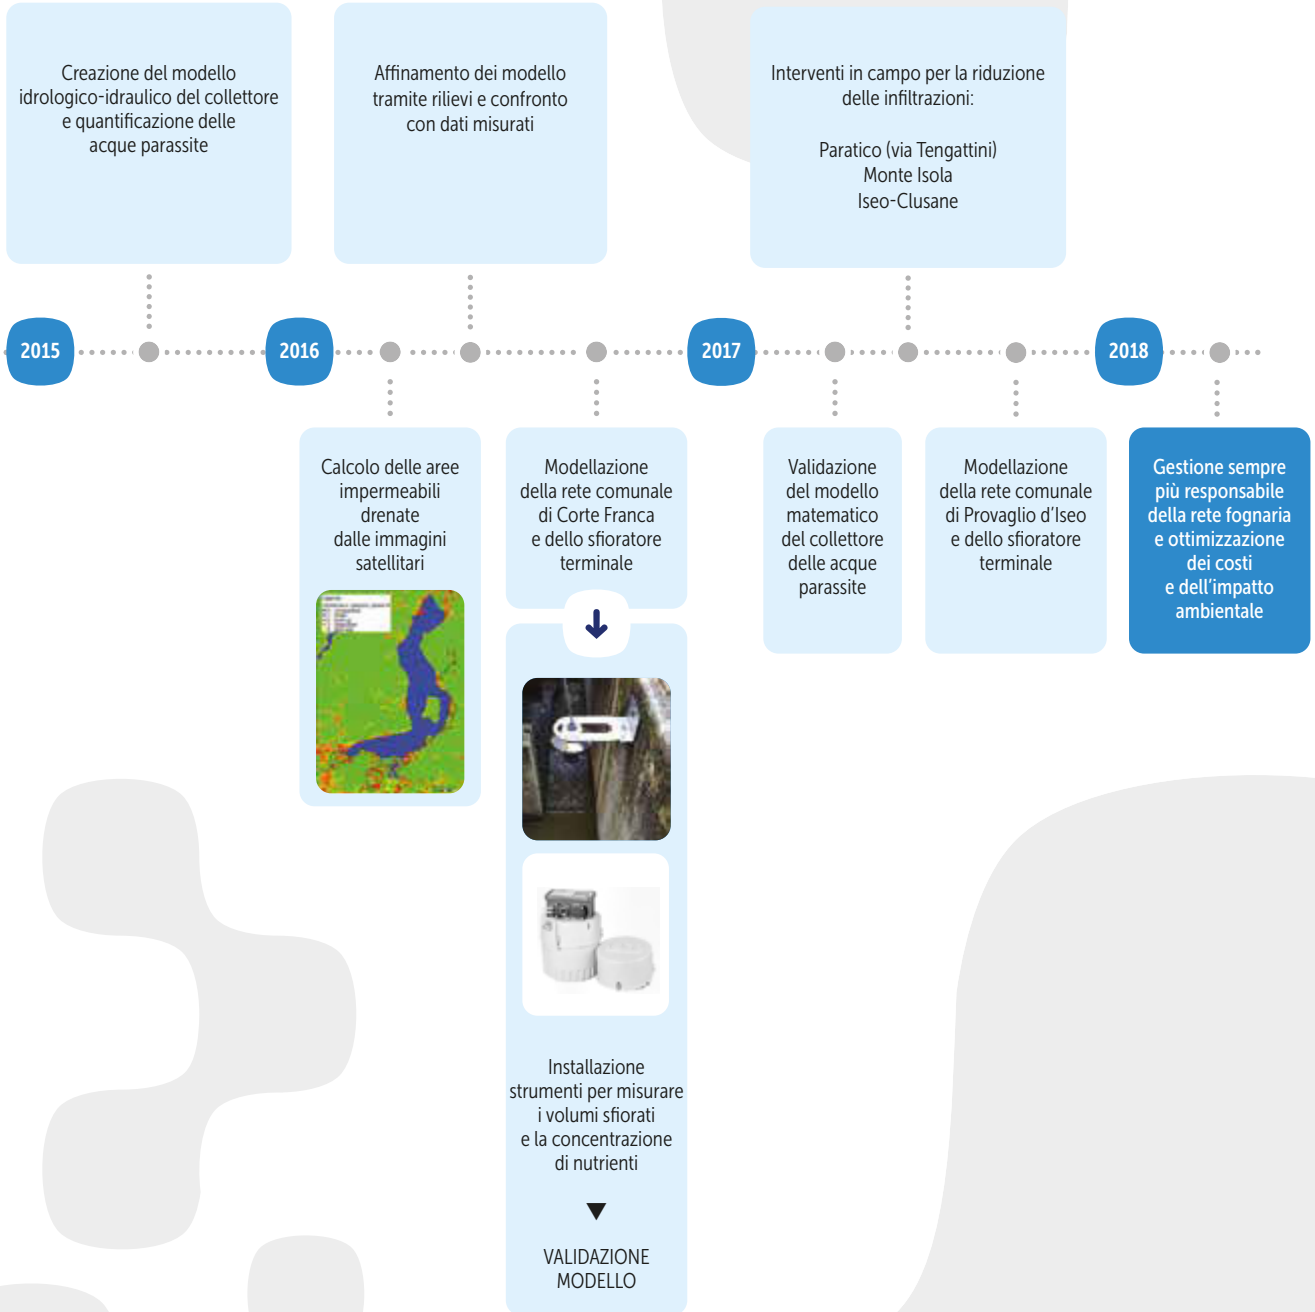 Creazione del modello
idrologico-idraulico del collettore
e quantificazione delle
acque parassite
Affinamento dei modello
tramite rilievi e confronto
con dati misurati
Interventi in campo per la riduzione
delle infiltrazioni:
Paratico (via Tengattini)
Monte Isola
Iseo-Clusane
2015
2016
2017
2018
Calcolo delle aree
impermeabili
drenate
dalle immagini
satellitari
Modellazione
della rete comunale
di Corte Franca
e dello sfioratore
terminale
Installazione
strumenti per misurare
i volumi sfiorati
e la concentrazione
di nutrienti
VALIDAZIONE
MODELLO
Validazione
del modello
matematico
del collettore
delle acque
parassite
Modellazione
della rete comunale
di Provaglio d'Iseo
e dello sfioratore
terminale
Gestione sempre
più responsabile
della rete fognaria
e ottimizzazione
dei costi
e dell'impatto
ambientale